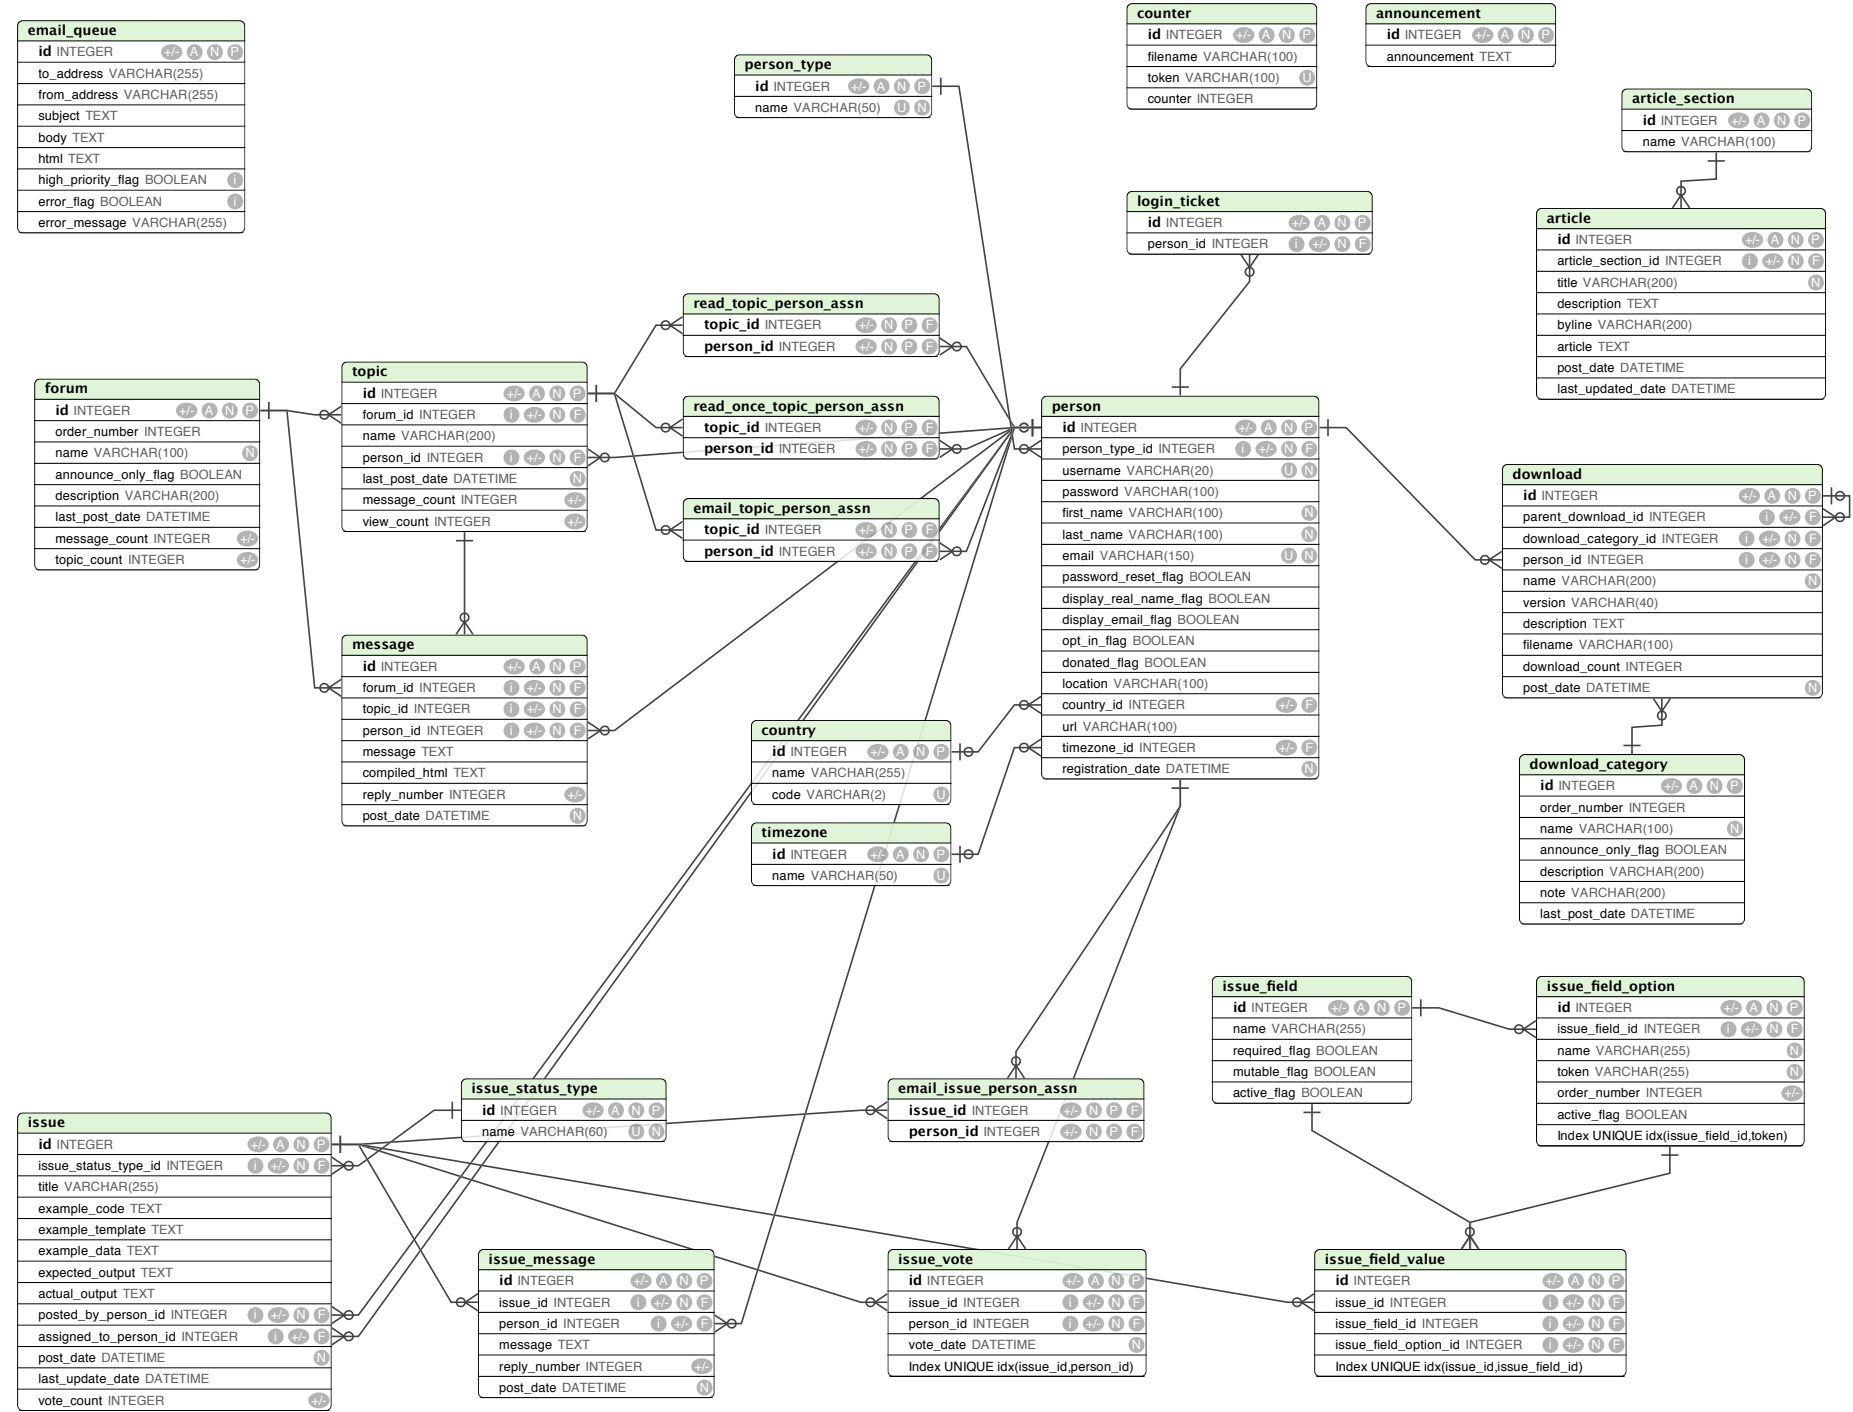 email_queue
id INTEGER +/- A N P
to_address VARCHAR(255)
from_address VARCHAR(255)
subject TEXT
body TEXT
html TEXT
high_priority_flag BOOLEAN i
error_flag BOOLEAN i
error_message VARCHAR(255)
person_type
id INTEGER +/- A N P
name VARCHAR(50) U N
counter
id INTEGER +/- A N P
filename VARCHAR(100)
token VARCHAR(100) U
counter INTEGER
announcement
id INTEGER +/- A N P
announcement TEXT
article_section
id INTEGER +/- A N P
name VARCHAR(100)
login_ticket
id INTEGER +/- A N P
person_id INTEGER i +/- N F
article
id INTEGER +/- A N P
article_section_id INTEGER i +/- N F
title VARCHAR(200) N
description TEXT
byline VARCHAR(200)
article TEXT
post_date DATETIME
last_updated_date DATETIME
read_topic_person_assn
topic_id INTEGER +/- N P F
person_id INTEGER +/- N P F
forum
id INTEGER +/- A N P
order_number INTEGER
name VARCHAR(100) N
announce_only_flag BOOLEAN
description VARCHAR(200)
last_post_date DATETIME
message_count INTEGER +/-
topic_count INTEGER +/-
topic
id INTEGER +/- A N P
forum_id INTEGER i +/- N F
name VARCHAR(200)
person_id INTEGER i +/- N F
last_post_date DATETIME N
message_count INTEGER +/-
view_count INTEGER +/-
read_once_topic_person_assn
topic_id INTEGER +/- N P F
person_id INTEGER +/- N P F
email_topic_person_assn
topic_id INTEGER +/- N P F
person_id INTEGER +/- N P F
person
id INTEGER +/- A N P
person_type_id INTEGER i +/- N F
username VARCHAR(20) U N
password VARCHAR(100)
first_name VARCHAR(100) N
last_name VARCHAR(100) N
email VARCHAR(150) U N
password_reset_flag BOOLEAN
display_real_name_flag BOOLEAN
display_email_flag BOOLEAN
opt_in_flag BOOLEAN
donated_flag BOOLEAN
location VARCHAR(100)
country_id INTEGER +/- F
url VARCHAR(100)
timezone_id INTEGER +/- F
registration_date DATETIME N
download
id INTEGER +/- A N P
parent_download_id INTEGER i +/- F
download_category_id INTEGER i +/- N F
person_id INTEGER i +/- N F
name VARCHAR(200) N
version VARCHAR(40)
description TEXT
filename VARCHAR(100)
download_count INTEGER
post_date DATETIME N
message
id INTEGER +/- A N P
forum_id INTEGER i +/- N F
topic_id INTEGER i +/- N F
person_id INTEGER i +/- N F
message TEXT
compiled_html TEXT
reply_number INTEGER +/-
post_date DATETIME N
country
id INTEGER +/- A N P
name VARCHAR(255)
code VARCHAR(2) U
timezone
id INTEGER +/- A N P
name VARCHAR(50) U
download_category
id INTEGER +/- A N P
order_number INTEGER
name VARCHAR(100) N
announce_only_flag BOOLEAN
description VARCHAR(200)
note VARCHAR(200)
last_post_date DATETIME
issue_field
id INTEGER +/- A N P
name VARCHAR(255)
required_flag BOOLEAN
mutable_flag BOOLEAN
active_flag BOOLEAN
issue_field_option
id INTEGER +/- A N P
issue_field_id INTEGER i +/- N F
name VARCHAR(255) N
token VARCHAR(255) N
order_number INTEGER +/-
active_flag BOOLEAN
Index UNIQUE idx(issue_field_id,token)
issue_status_type
id INTEGER +/- A N P
name VARCHAR(60) U N
email_issue_person_assn
issue_id INTEGER +/- N P F
person_id INTEGER +/- N P F
issue
id INTEGER +/- A N P
issue_status_type_id INTEGER i +/- N F
title VARCHAR(255)
example_code TEXT
example_template TEXT
example_data TEXT
expected_output TEXT
actual_output TEXT
posted_by_person_id INTEGER i +/- N F
assigned_to_person_id INTEGER i +/- F
post_date DATETIME N
last_update_date DATETIME
vote_count INTEGER +/-
issue_message
id INTEGER +/- A N P
issue_id INTEGER i +/- N F
person_id INTEGER i +/- F
message TEXT
reply_number INTEGER +/-
post_date DATETIME N
issue_vote
id INTEGER +/- A N P
issue_id INTEGER i +/- N F
person_id INTEGER i +/- N F
vote_date DATETIME N
Index UNIQUE idx(issue_id,person_id)
issue_field_value
id INTEGER +/- A N P
issue_id INTEGER i +/- N F
issue_field_id INTEGER i +/- N F
issue_field_option_id INTEGER i +/- N F
Index UNIQUE idx(issue_id,issue_field_id)